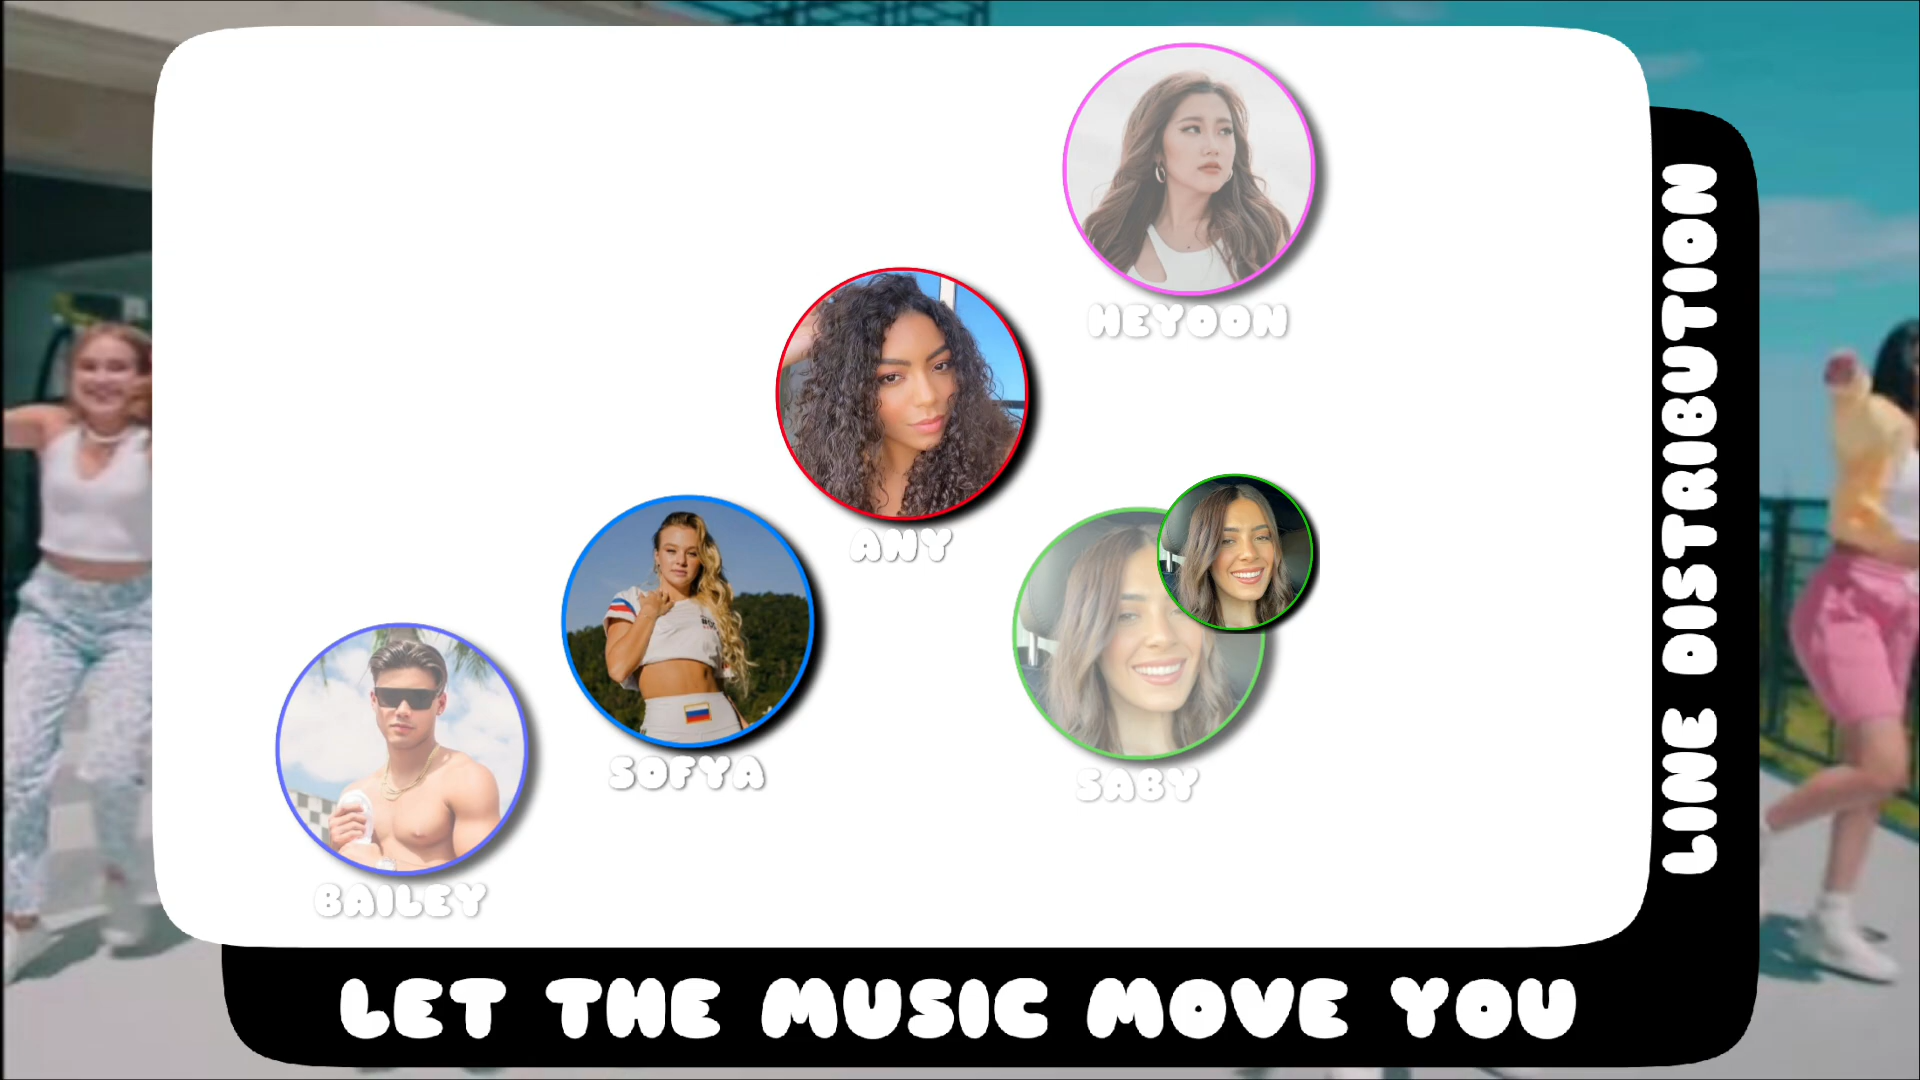 HEYOON
ANY
SOFYA
SABY
BAILEY
LINE DISTRIBUTION
LET THE MUSIC MOVE YOU